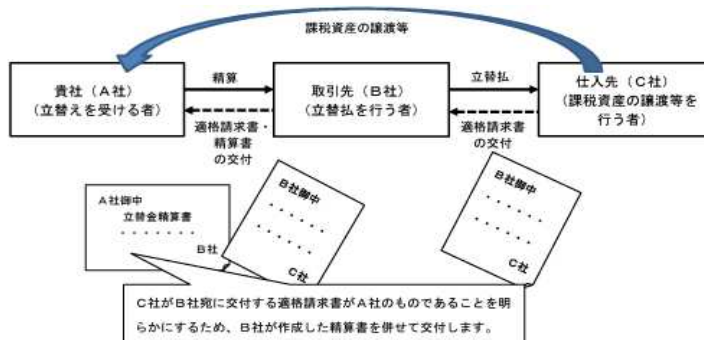 課税資産の譲渡等
貴社（A社）
（立替えを受ける者）
精算
適格請求書・
精算書
の交付
取引先（B社）
（立替払を行う者）
立替払
適格請求書
の交付
仕入先（C社）
（課税資産の譲渡等を
行う者）
A社御中
立替金精算書
・・・・・・・
B社
B社御中
・・・・・・
・・・・・・
C社
B社御中
・・・・・・
・・・・・・
C社
C社がB社宛に交付する適格請求書がA社のものであることを明
らかにするため、B社が作成した精算書を併せて交付します。